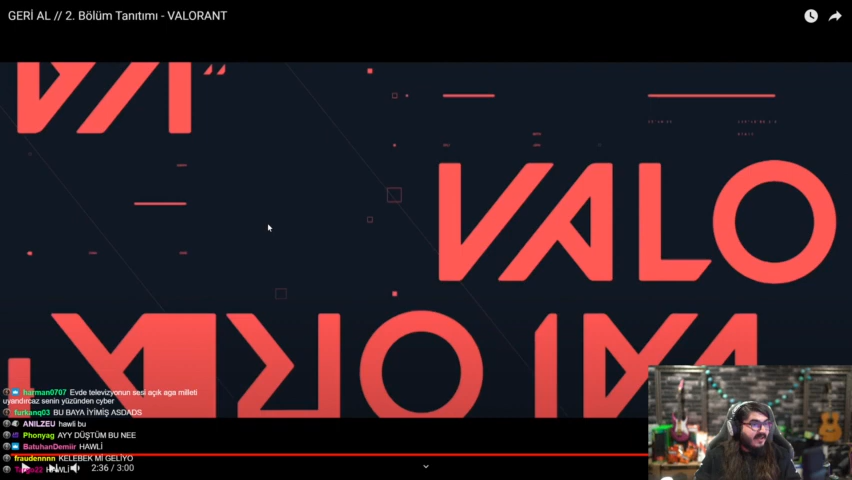 GERİ AL // 2. Bölüm Tanıtımı - VALORANT
VALO
harman0707 Evde televizyonun sesi açık aga milleti
uyandıcaz senin yüzünden cyber
furkanq03 BU BAYA İYİMİŞ ASDADS
ANILZEU hawli bu
Phonyag AYY DÜŞTÜM BU NEE
BatuhanDemiir HAWLİ
fraudennnn KELEBEK Mİ GELİYO
HAWLİ
2:36 / 3:00